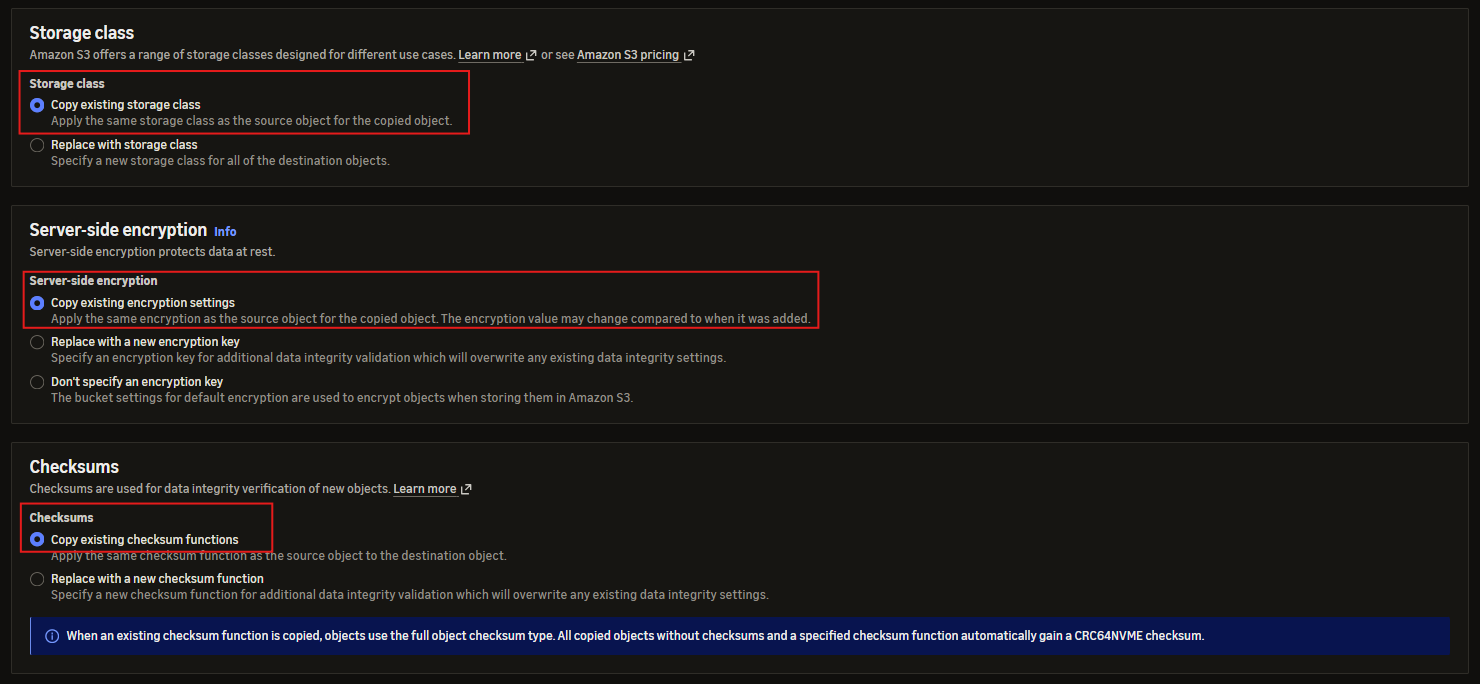 Storage class
Amazon S3 offers a range of storage classes designed for different use cases. Learn more or see Amazon S3 pricing
Storage class
Copy existing storage class
Apply the same storage class as the source object for the copied object.
Replace with storage class
Specify a new storage class for all of the destination objects.
Server-side encryption Info
Server-side encryption protects data at rest.
Server-side encryption
Copy existing encryption settings
Apply the same encryption as the source object for the copied object. The encryption value may change compared to when it was added.
Replace with a new encryption key
Specify an encryption key for additional data integrity validation which will overwrite any existing data integrity settings.
Don't specify an encryption key
The bucket settings for default encryption are used to encrypt objects when storing them in Amazon S3.
Checksums
Checksums are used for data integrity verification of new objects. Learn more
Checksums
Copy existing checksum functions
Apply the same checksum function as the source object to the destination object.
Replace with a new checksum function
Specify a new checksum function for additional data integrity validation which will overwrite any existing data integrity settings.
When an existing checksum function is copied, objects use the full object checksum type. All copied objects without checksums and a specified checksum function automatically gain a CRC64NVME checksum.